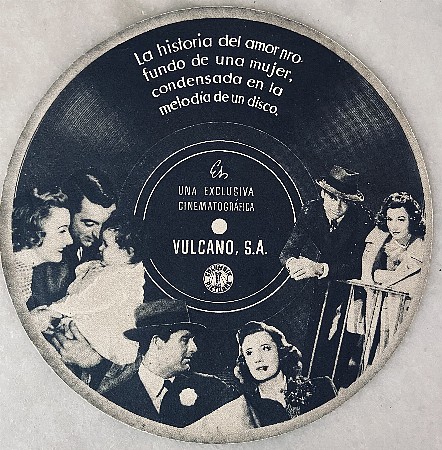 La historia del amor pro-
fundo de una mujer,
condensada en la
melodía de un disco.
Es
UNA EXCLUSIVA
CINEMATOGRÁFICA
VULCANO, S.A.